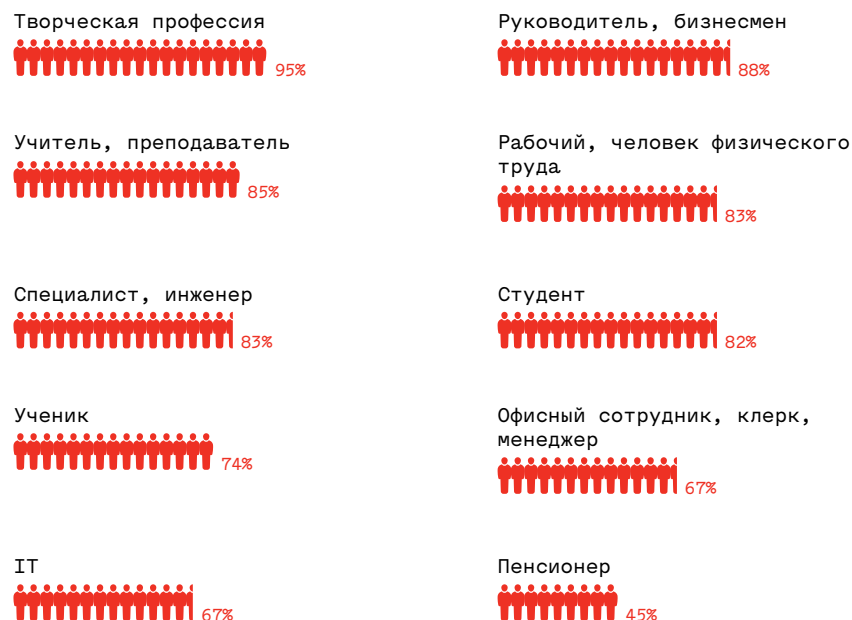 Творческая профессия
95%
Руководитель, бизнесмен
88%
Учитель, преподаватель
85%
Рабочий, человек физического
труда
83%
Специалист, инженер
83%
Студент
82%
Ученик
74%
Офисный сотрудник, клерк,
менеджер
67%
IT
67%
Пенсионер
45%